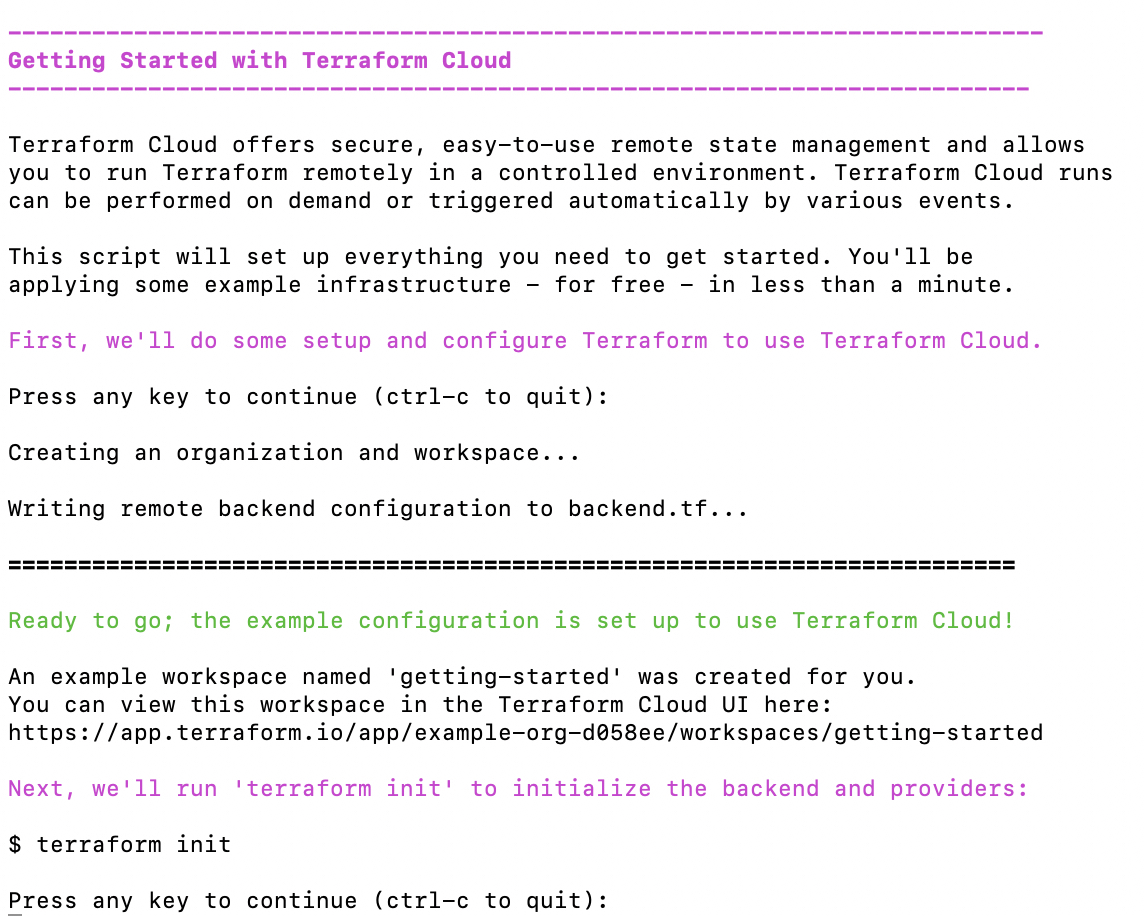 --------------------------------------------------------------------------
Getting Started with Terraform Cloud
-------------------------------------------------------------------------
Terraform Cloud offers secure, easy-to-use remote state management and allows
you to run Terraform remotely in a controlled environment. Terraform Cloud runs
can be performed on demand or triggered automatically by various events.
This script will set up everything you need to get started. You'll be
applying some example infrastructure - for free - in less than a minute.
First, we'll do some setup and configure Terraform to use Terraform Cloud.
Press any key to continue (ctrl-c to quit):
Creating an organization and workspace...
Writing remote backend configuration to backend.tf...
========================================================================
Ready to go; the example configuration is set up to use Terraform Cloud!
An example workspace named 'getting-started' was created for you.
You can view this workspace in the Terraform Cloud UI here:
https://app.terraform.io/app/example-org-d058ee/workspaces/getting-started
Next, we'll run 'terraform init' to initialize the backend and providers:
$ terraform init
Press any key to continue (ctrl-c to quit):